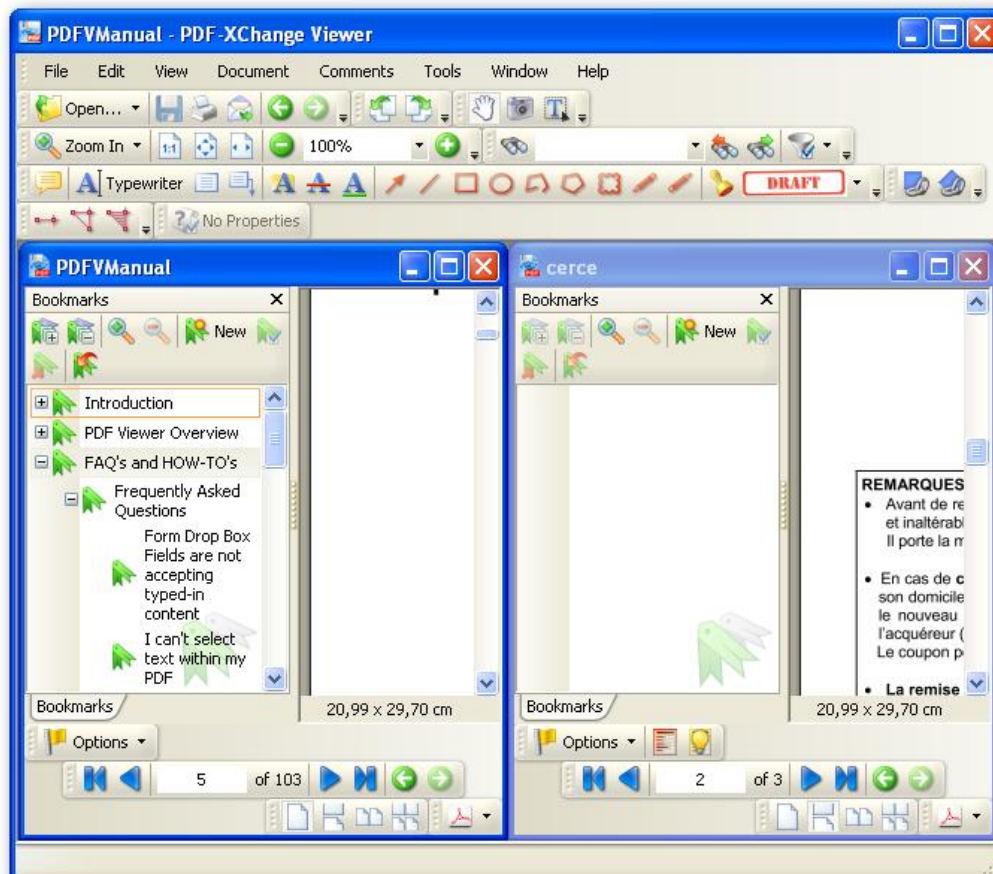 PDFVManual - PDF-XChange Viewer
File Edit View Document Comments Tools Window Help
Open...
Zoom In 1:1 100%
Typewriter DRAFT
No Properties
PDFVManual
Bookmarks
New
Introduction
PDF Viewer Overview
FAQ's and HOW-TO's
Frequently Asked
Questions
Form Drop Box
Fields are not
accepting
typed-in
content
I can't select
text within my
PDF
Bookmarks
20,99 x 29,70 cm
Options
5 of 103
cerce
Bookmarks
New
REMARQUES
• Avant de re
et inaltérabl
Il porte la m
• En cas de c
son domicile
le nouveau
l'acquéreur (
Le coupon p
• La remise
Bookmarks
20,99 x 29,70 cm
Options
2 of 3